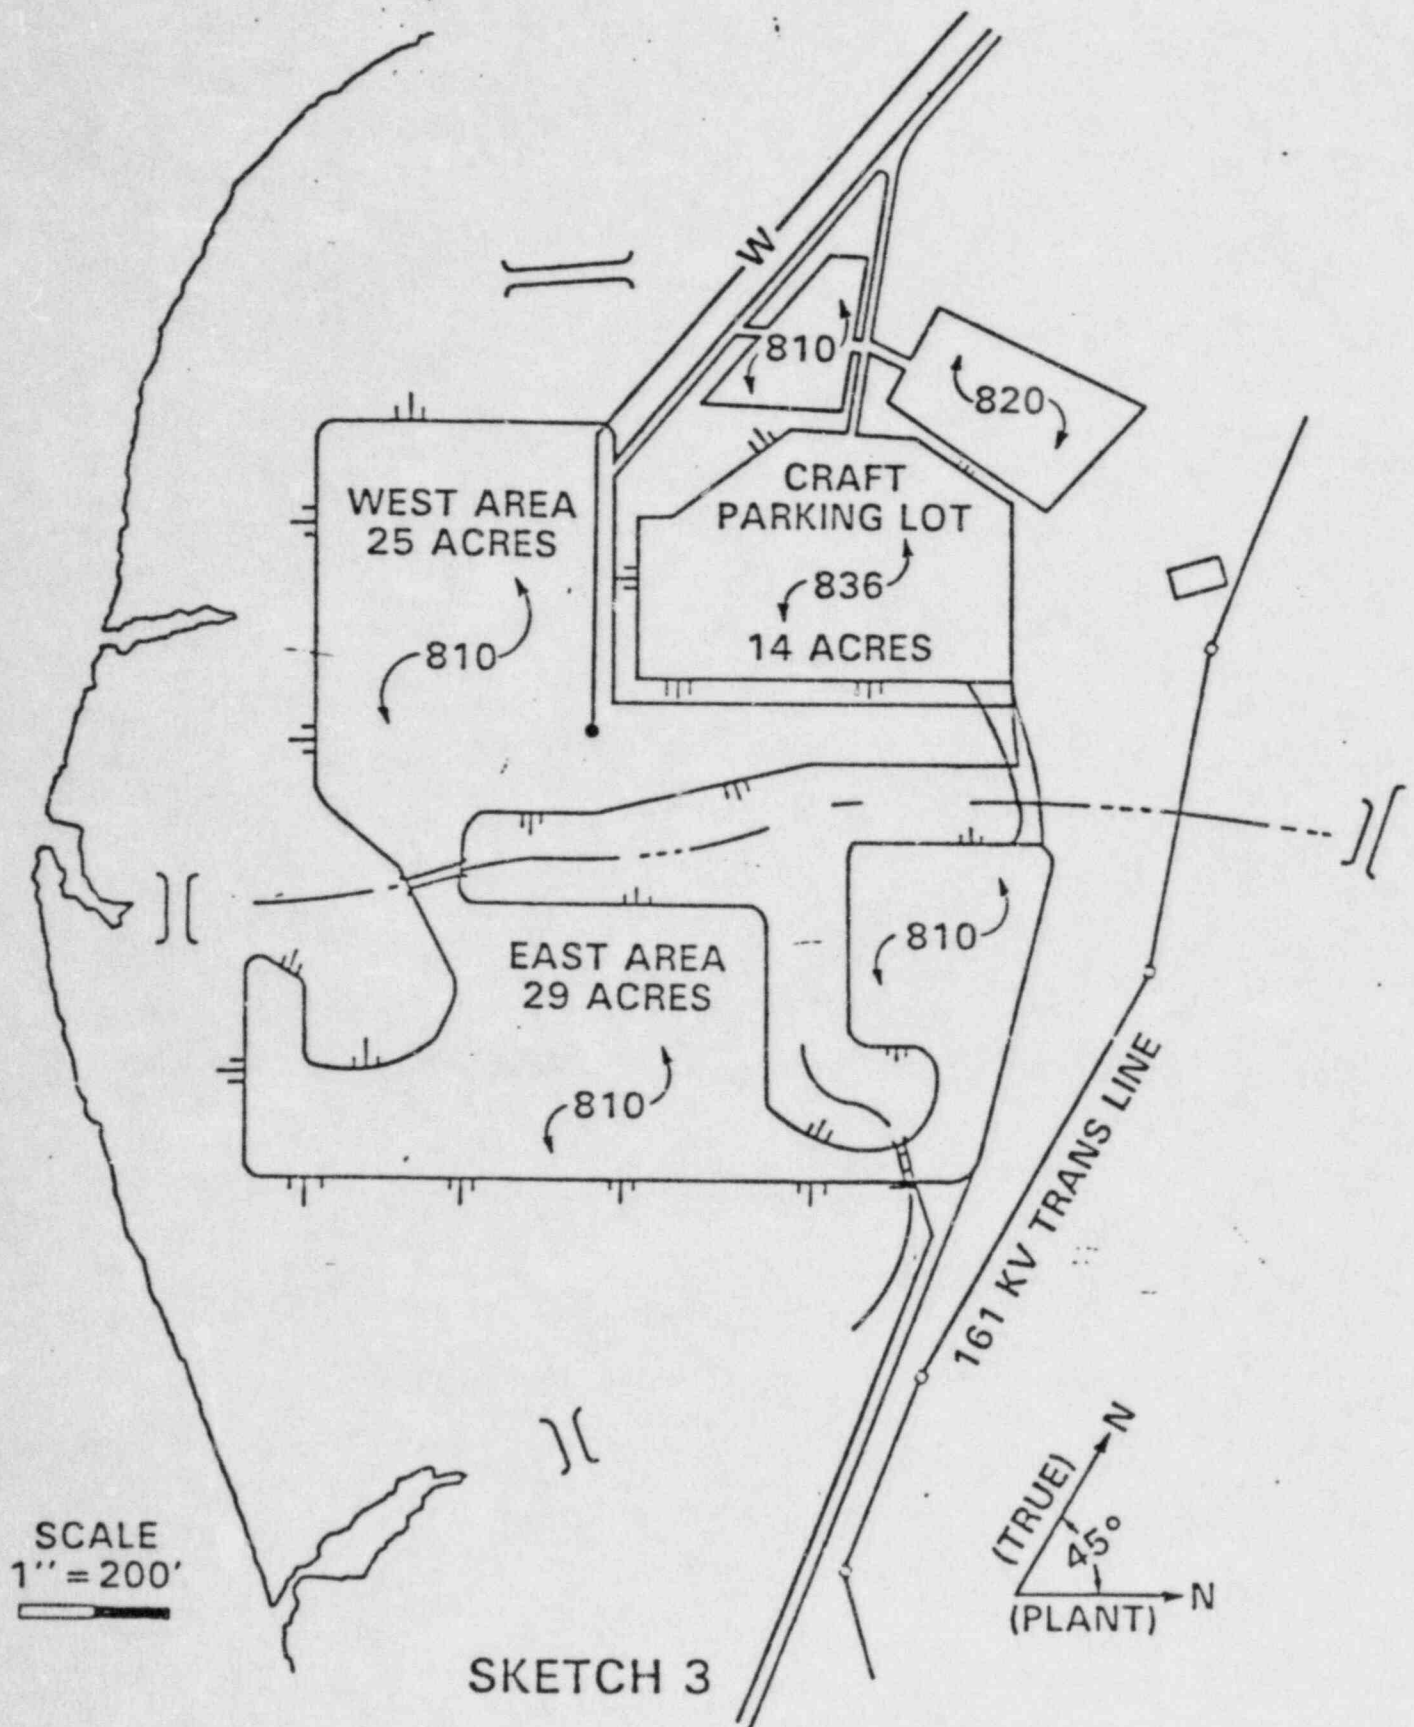 W
810
820
CRAFT
PARKING LOT
836
14 ACRES
WEST AREA
25 ACRES
810
EAST AREA
29 ACRES
810
810
161 KV TRANS LINE
SCALE
1" = 200'
(TRUE) N
45°
(PLANT) N
SKETCH 3